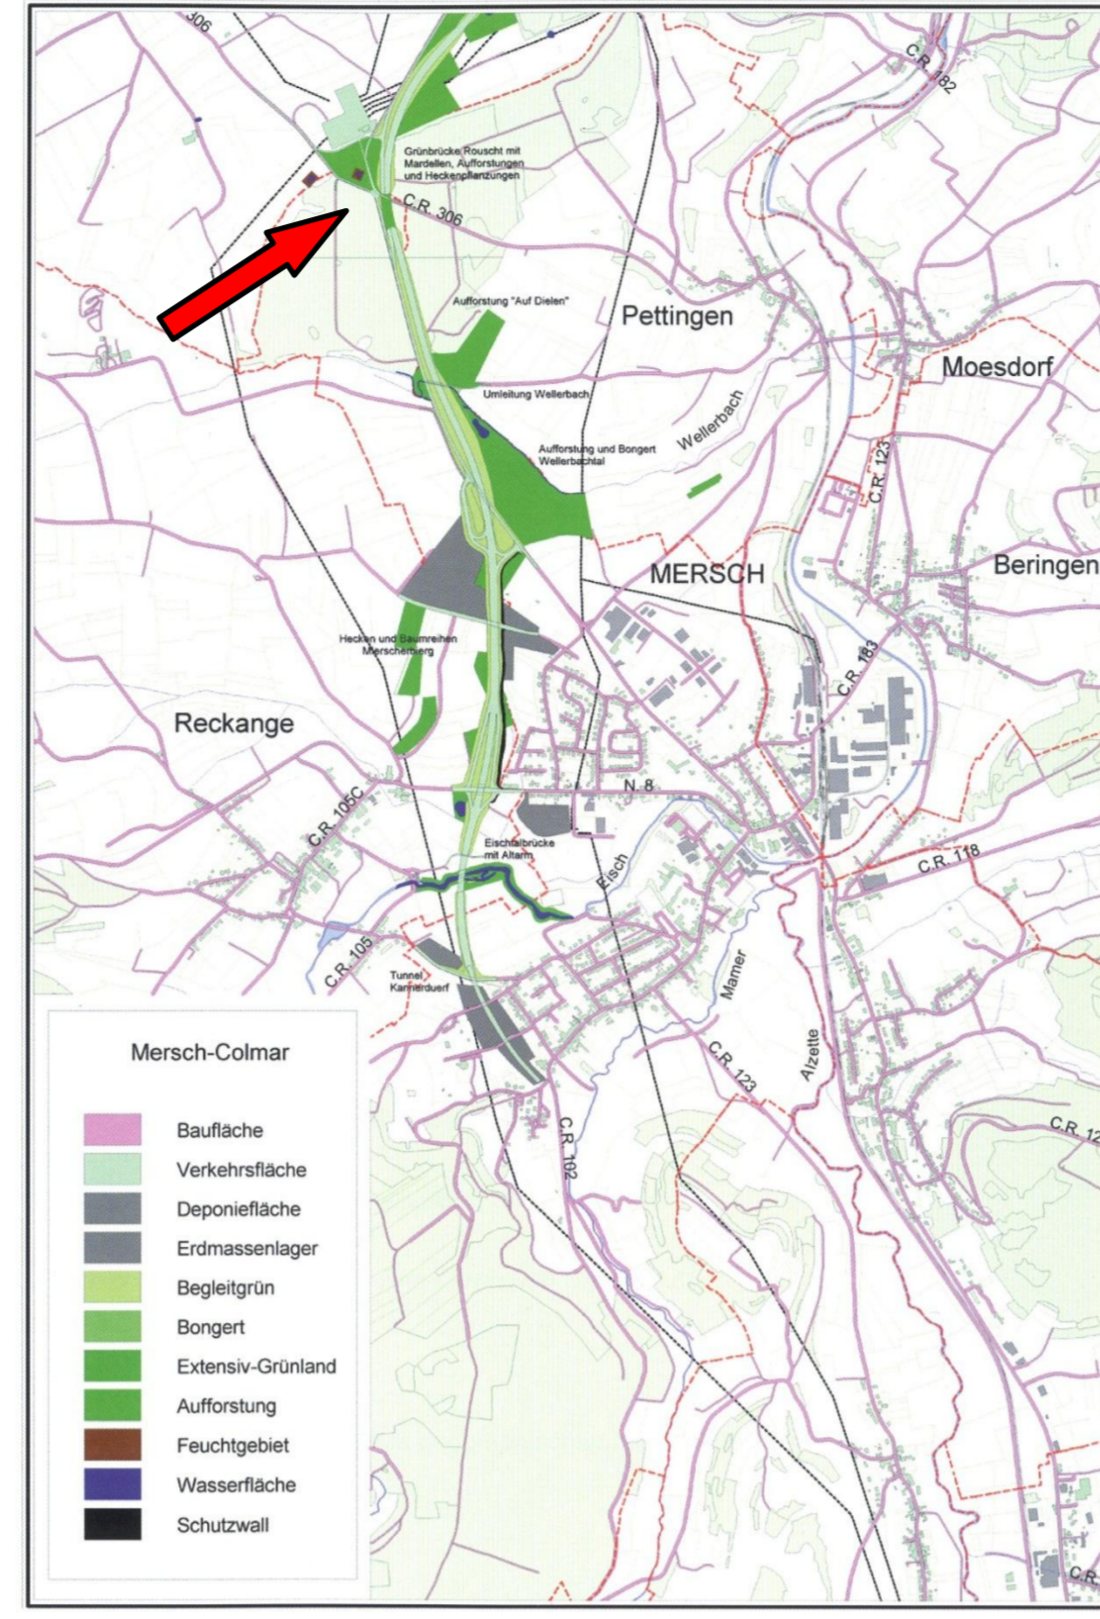 306
C.R. 182
Grünbrücke Rouscht mit
Mardellen, Aufforstungen
und Heckenpflanzungen
C.R. 306
Aufforstung "Auf Dielen"
Pettingen
Moesdorf
Umleitung Wellerbach
Wellerbach
Aufforstung und Bongert
Wellerbachtal
C.R. 123
MERSCH
Beringen
Hecken und Baumreihen
Mierscherbierg
C.R. 183
Reckange
N. 8
C.R. 105C
Eischtalbrücke
mit Altarm
Eisch
C.R. 118
C.R. 105
Tunnel
Mamer
Alzette
C.R. 123
C.R. 102
C.R. 12
C.R.
Mersch-Colmar
Baufläche
Verkehrsfläche
Deponiefläche
Erdmassenlager
Begleitgrün
Bongert
Extensiv-Grünland
Aufforstung
Feuchtgebiet
Wasserfläche
Schutzwall